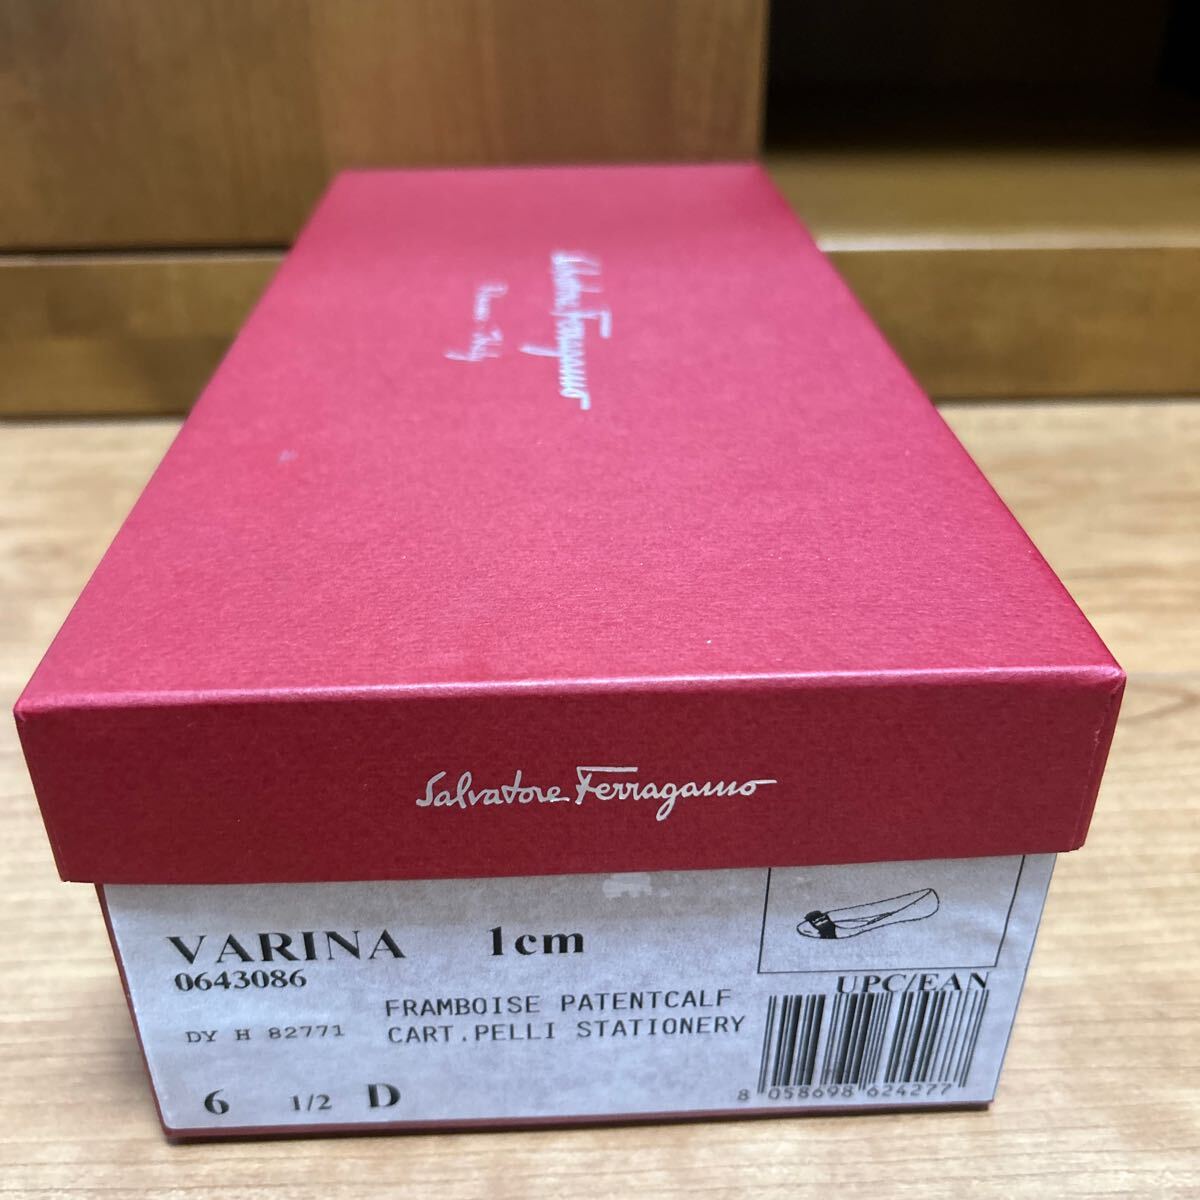 Salvatore Ferragamo
Salvatore Ferragamo
VARINA 1cm
0643086
UPC/EAN
FRAMBOISE PATENTCALF
DY H 82771
CART.PELLI STATIONERY
6 1/2 D
8 058698 624277